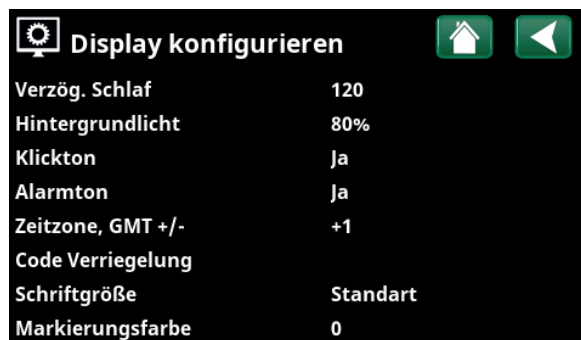 Display konfigurieren
Verzög. Schlaf 120
Hintergrundlicht 80%
Klickton Ja
Alarmton Ja
Zeitzone, GMT +/- +1
Code Verriegelung
Schriftgröße Standart
Markierungsfarbe 0